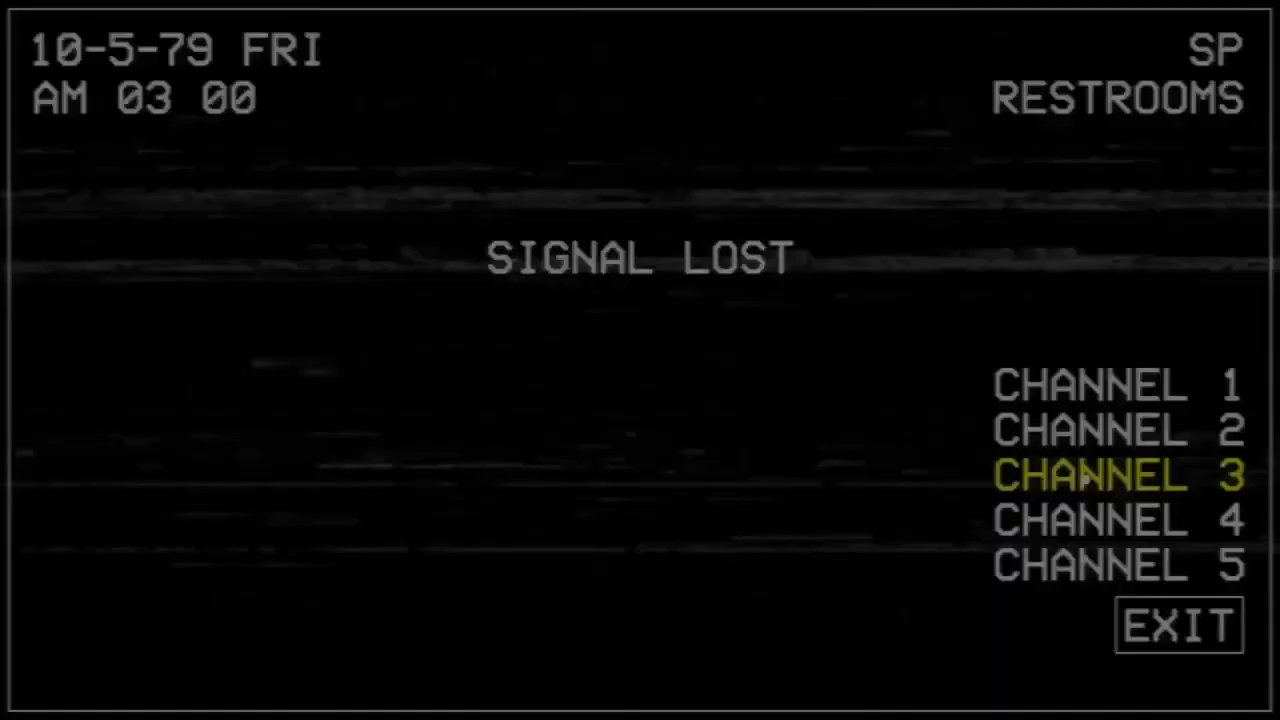 10-5-79 FRI
SP
AM 03 00
RESTROOMS
SIGNAL LOST
CHANNEL 1
CHANNEL 2
CHANNEL 3
CHANNEL 4
CHANNEL 5
EXIT